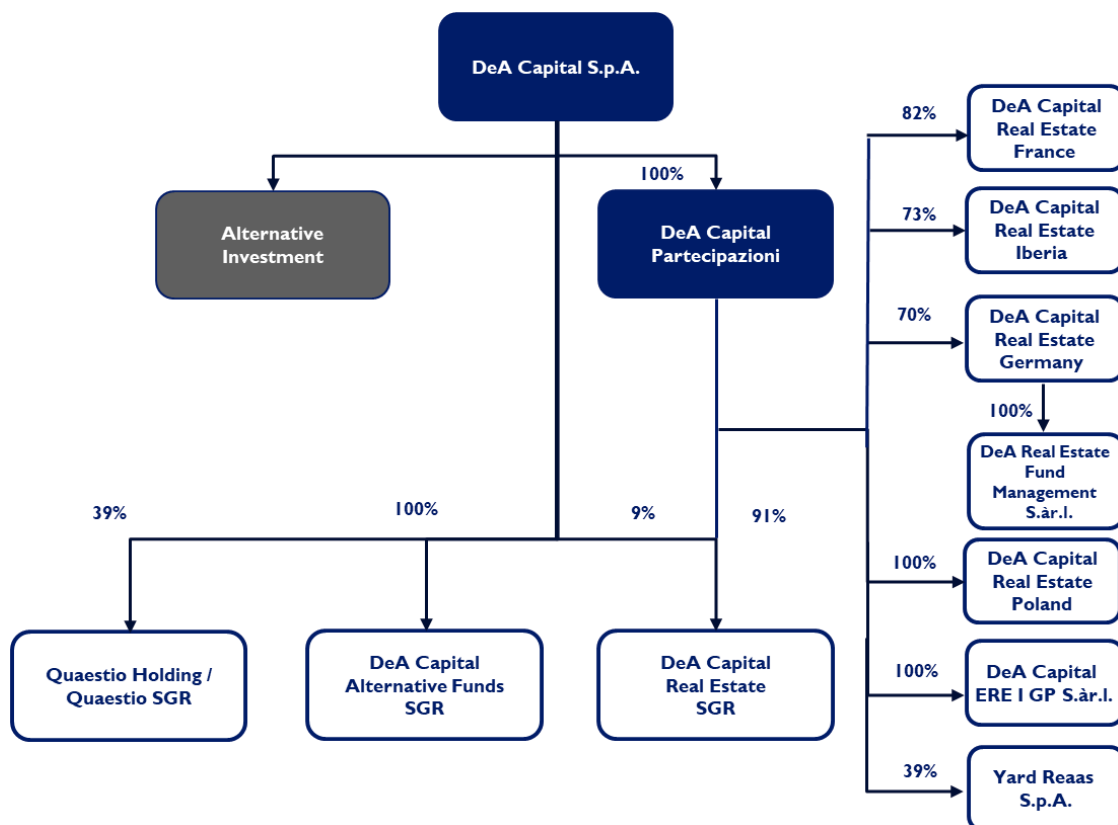 DeA Capital S.p.A.
82%
DeA Capital
Real Estate
France
100%
Alternative
Investment
DeA Capital
Partecipazioni
73%
DeA Capital
Real Estate
Iberia
70%
DeA Capital
Real Estate
Germany
100%
DeA Real Estate
Fund
Management
S.àr.l.
39%
100%
9%
91%
100%
DeA Capital
Real Estate
Poland
Quaestio Holding /
Quaestio SGR
DeA Capital
Alternative Funds
SGR
DeA Capital
Real Estate
SGR
100%
DeA Capital
ERE I GP S.àr.l.
39%
Yard Reaas
S.p.A.